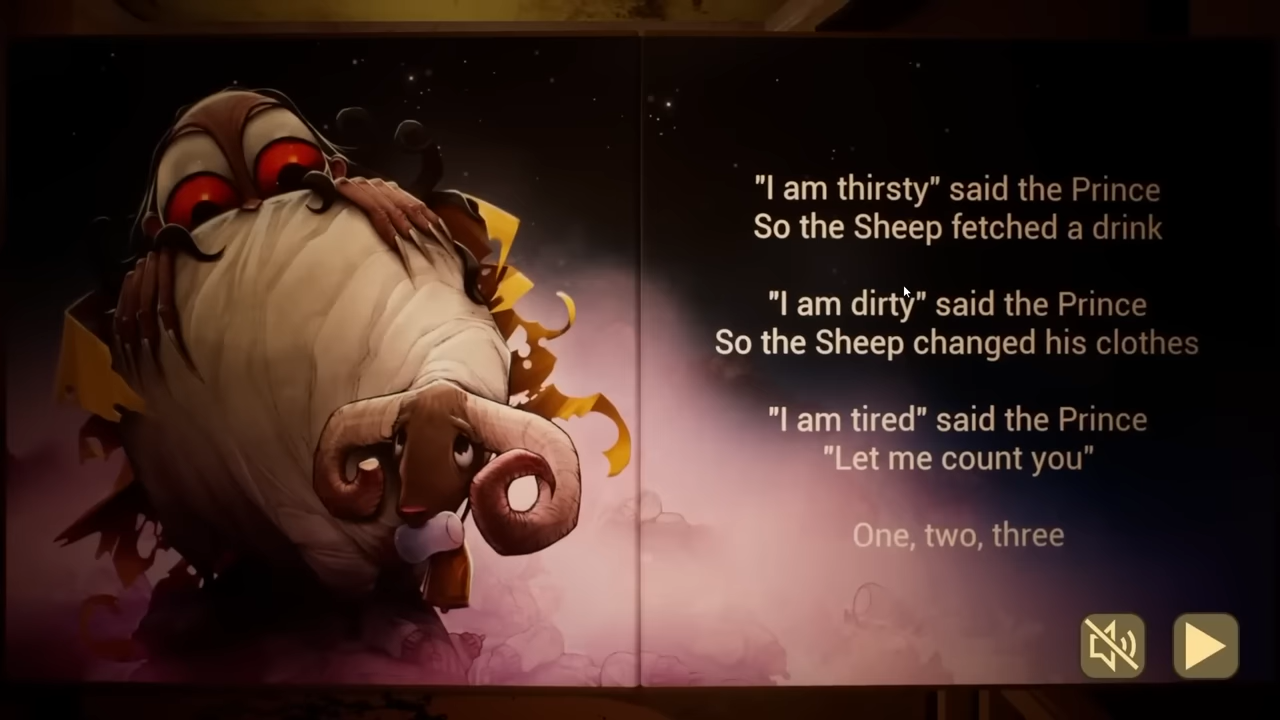 "I am thirsty" said the Prince
So the Sheep fetched a drink
"I am dirty" said the Prince
So the Sheep changed his clothes
"I am tired" said the Prince
"Let me count you"
One, two, three